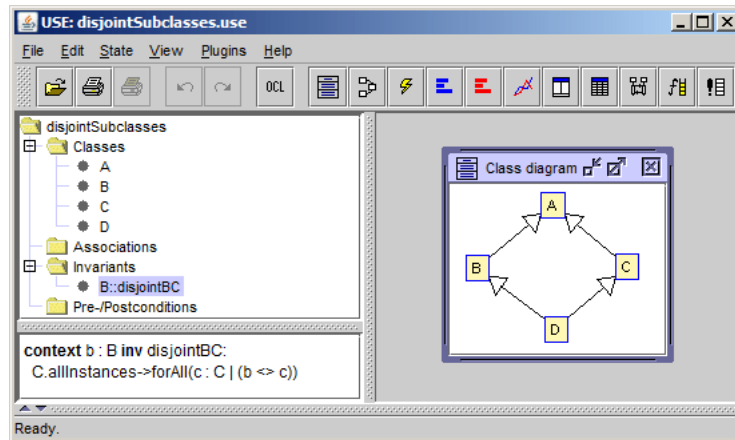 USE: disjointSubclasses.use
File Edit State View Plugins Help
OCL
disjointSubclasses
Classes
A
B
C
D
Associations
Invariants
B::disjointBC
Pre-/Postconditions
context b : B inv disjointBC:
C.allInstances->forAll(c : C | (b <> c))
Class diagram
A
B
C
D
Ready.